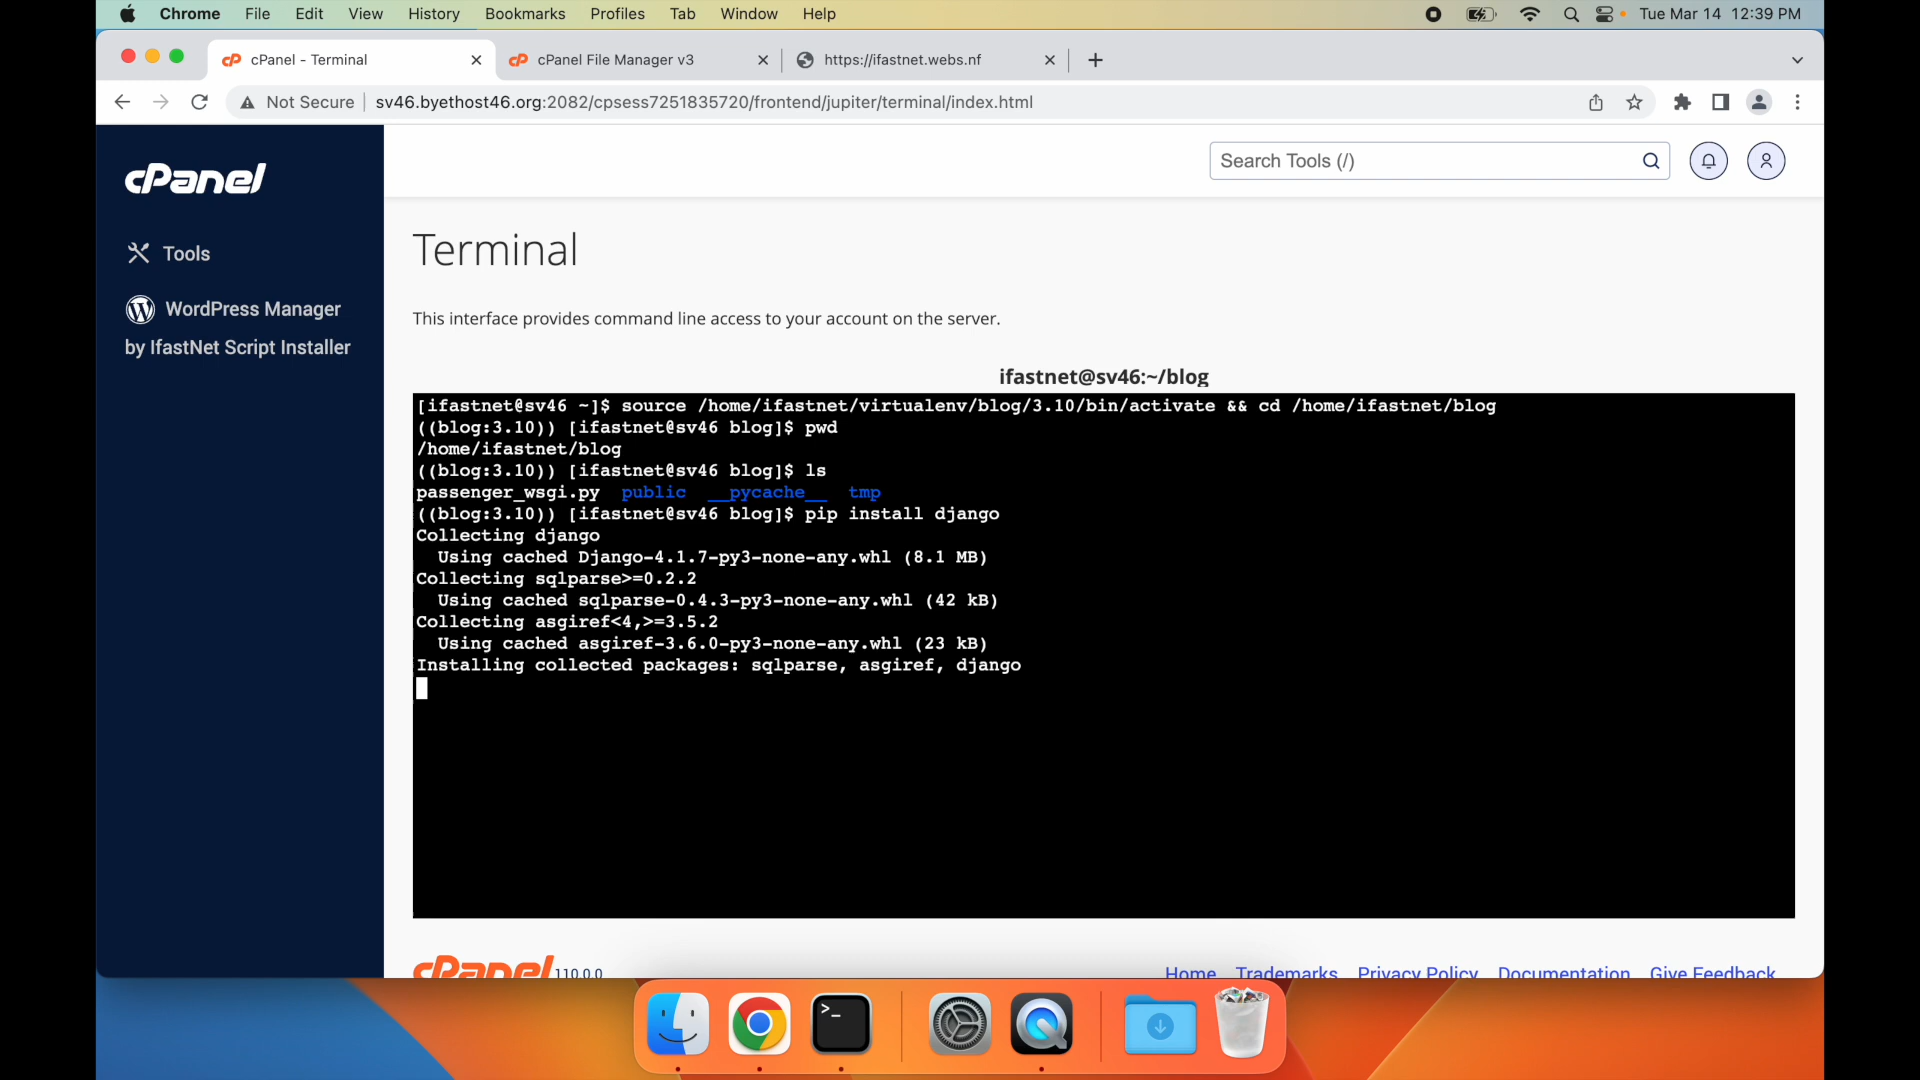 Chrome File Edit View History Bookmarks Profiles Tab Window Help Tue Mar 14 12:39 PM
cPanel - Terminal cPanel File Manager v3 https://ifastnet.webs.nf
Not Secure sv46.byethost46.org:2082/cpsess7251835720/frontend/jupiter/terminal/index.html
cPanel
Search Tools (/)
Tools
WordPress Manager
by IfastNet Script Installer
Terminal
This interface provides command line access to your account on the server.
ifastnet@sv46:~/blog
[ifastnet@sv46 ~]$ source /home/ifastnet/virtualenv/blog/3.10/bin/activate && cd /home/ifastnet/blog
((blog:3.10)) [ifastnet@sv46 blog]$ pwd
/home/ifastnet/blog
((blog:3.10)) [ifastnet@sv46 blog]$ ls
passenger_wsgi.py public __pycache__ tmp
((blog:3.10)) [ifastnet@sv46 blog]$ pip install django
Collecting django
Using cached Django-4.1.7-py3-none-any.whl (8.1 MB)
Collecting sqlparse>=0.2.2
Using cached sqlparse-0.4.3-py3-none-any.whl (42 kB)
Collecting asgiref<4,>=3.5.2
Using cached asgiref-3.6.0-py3-none-any.whl (23 kB)
Installing collected packages: sqlparse, asgiref, django
cPanel 110.0.0 Home Trademarks Privacy Policy Documentation Give Feedback
>_